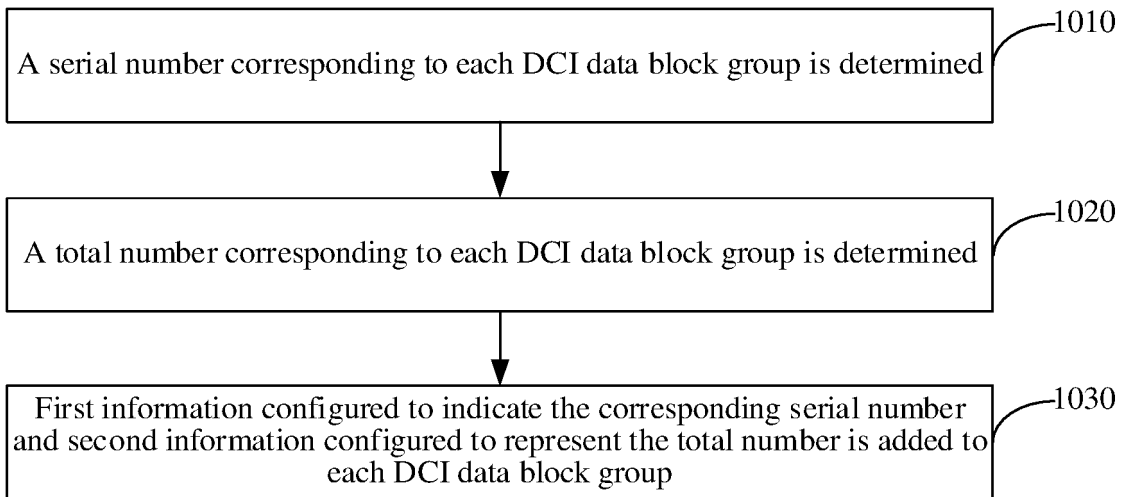 1010
A serial number corresponding to each DCI data block group is determined
1020
A total number corresponding to each DCI data block group is determined
1030
First information configured to indicate the corresponding serial number
and second information configured to represent the total number is added to
each DCI data block group